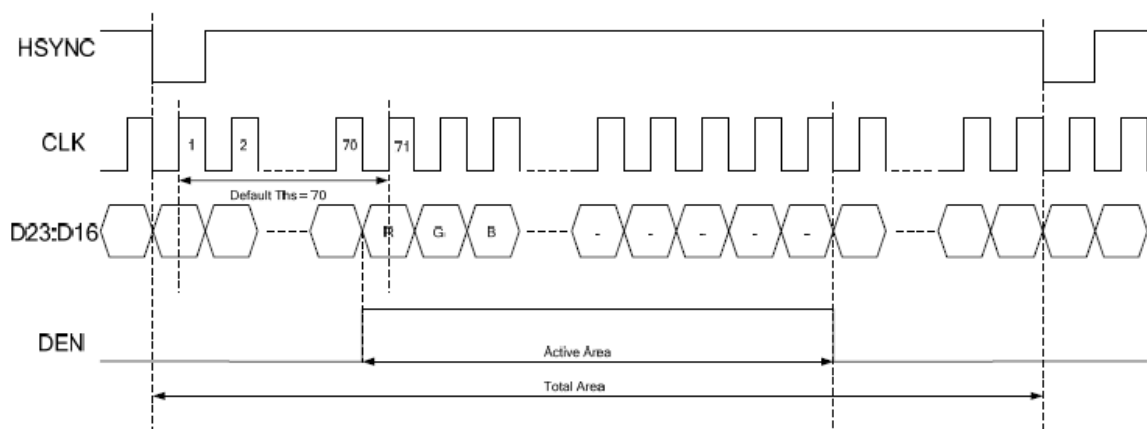 HSYNC
CLK
1
2
70
71
Default Ths = 70
D23:D16
R
G
B
-
-
-
-
-
DEN
Active Area
Total Area